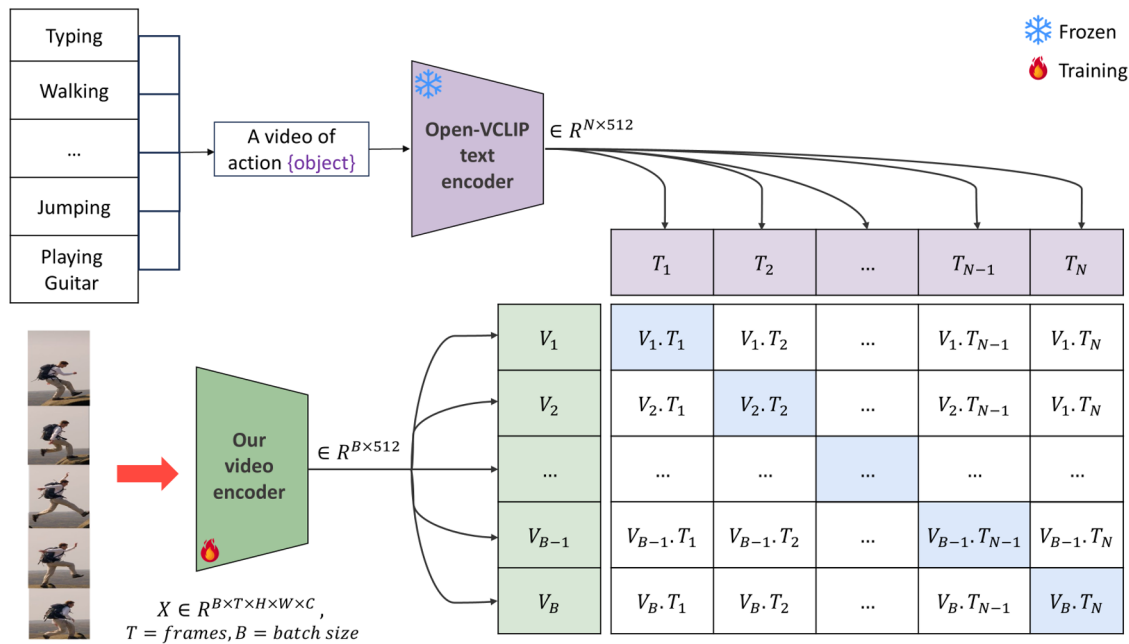 Typing
Walking
...
Jumping
Playing
Guitar
A video of
action {object}
Open-VCLIP
text
encoder
∈ R^{N×512}
Frozen
Training
T_1 T_2 ... T_{N-1} T_N
V_1 V_1.T_1 V_1.T_2 ... V_1.T_{N-1} V_1.T_N
V_2 V_2.T_1 V_2.T_2 ... V_2.T_{N-1} V_1.T_N
... ... ... ... ... ...
V_{B-1} V_{B-1}.T_1 V_{B-1}.T_2 ... V_{B-1}.T_{N-1} V_{B-1}.T_N
V_B V_B.T_1 V_B.T_2 ... V_B.T_{N-1} V_B.T_N
Our
video
encoder
∈ R^{B×512}
X ∈ R^{B×T×H×W×C},
T = frames, B = batch size